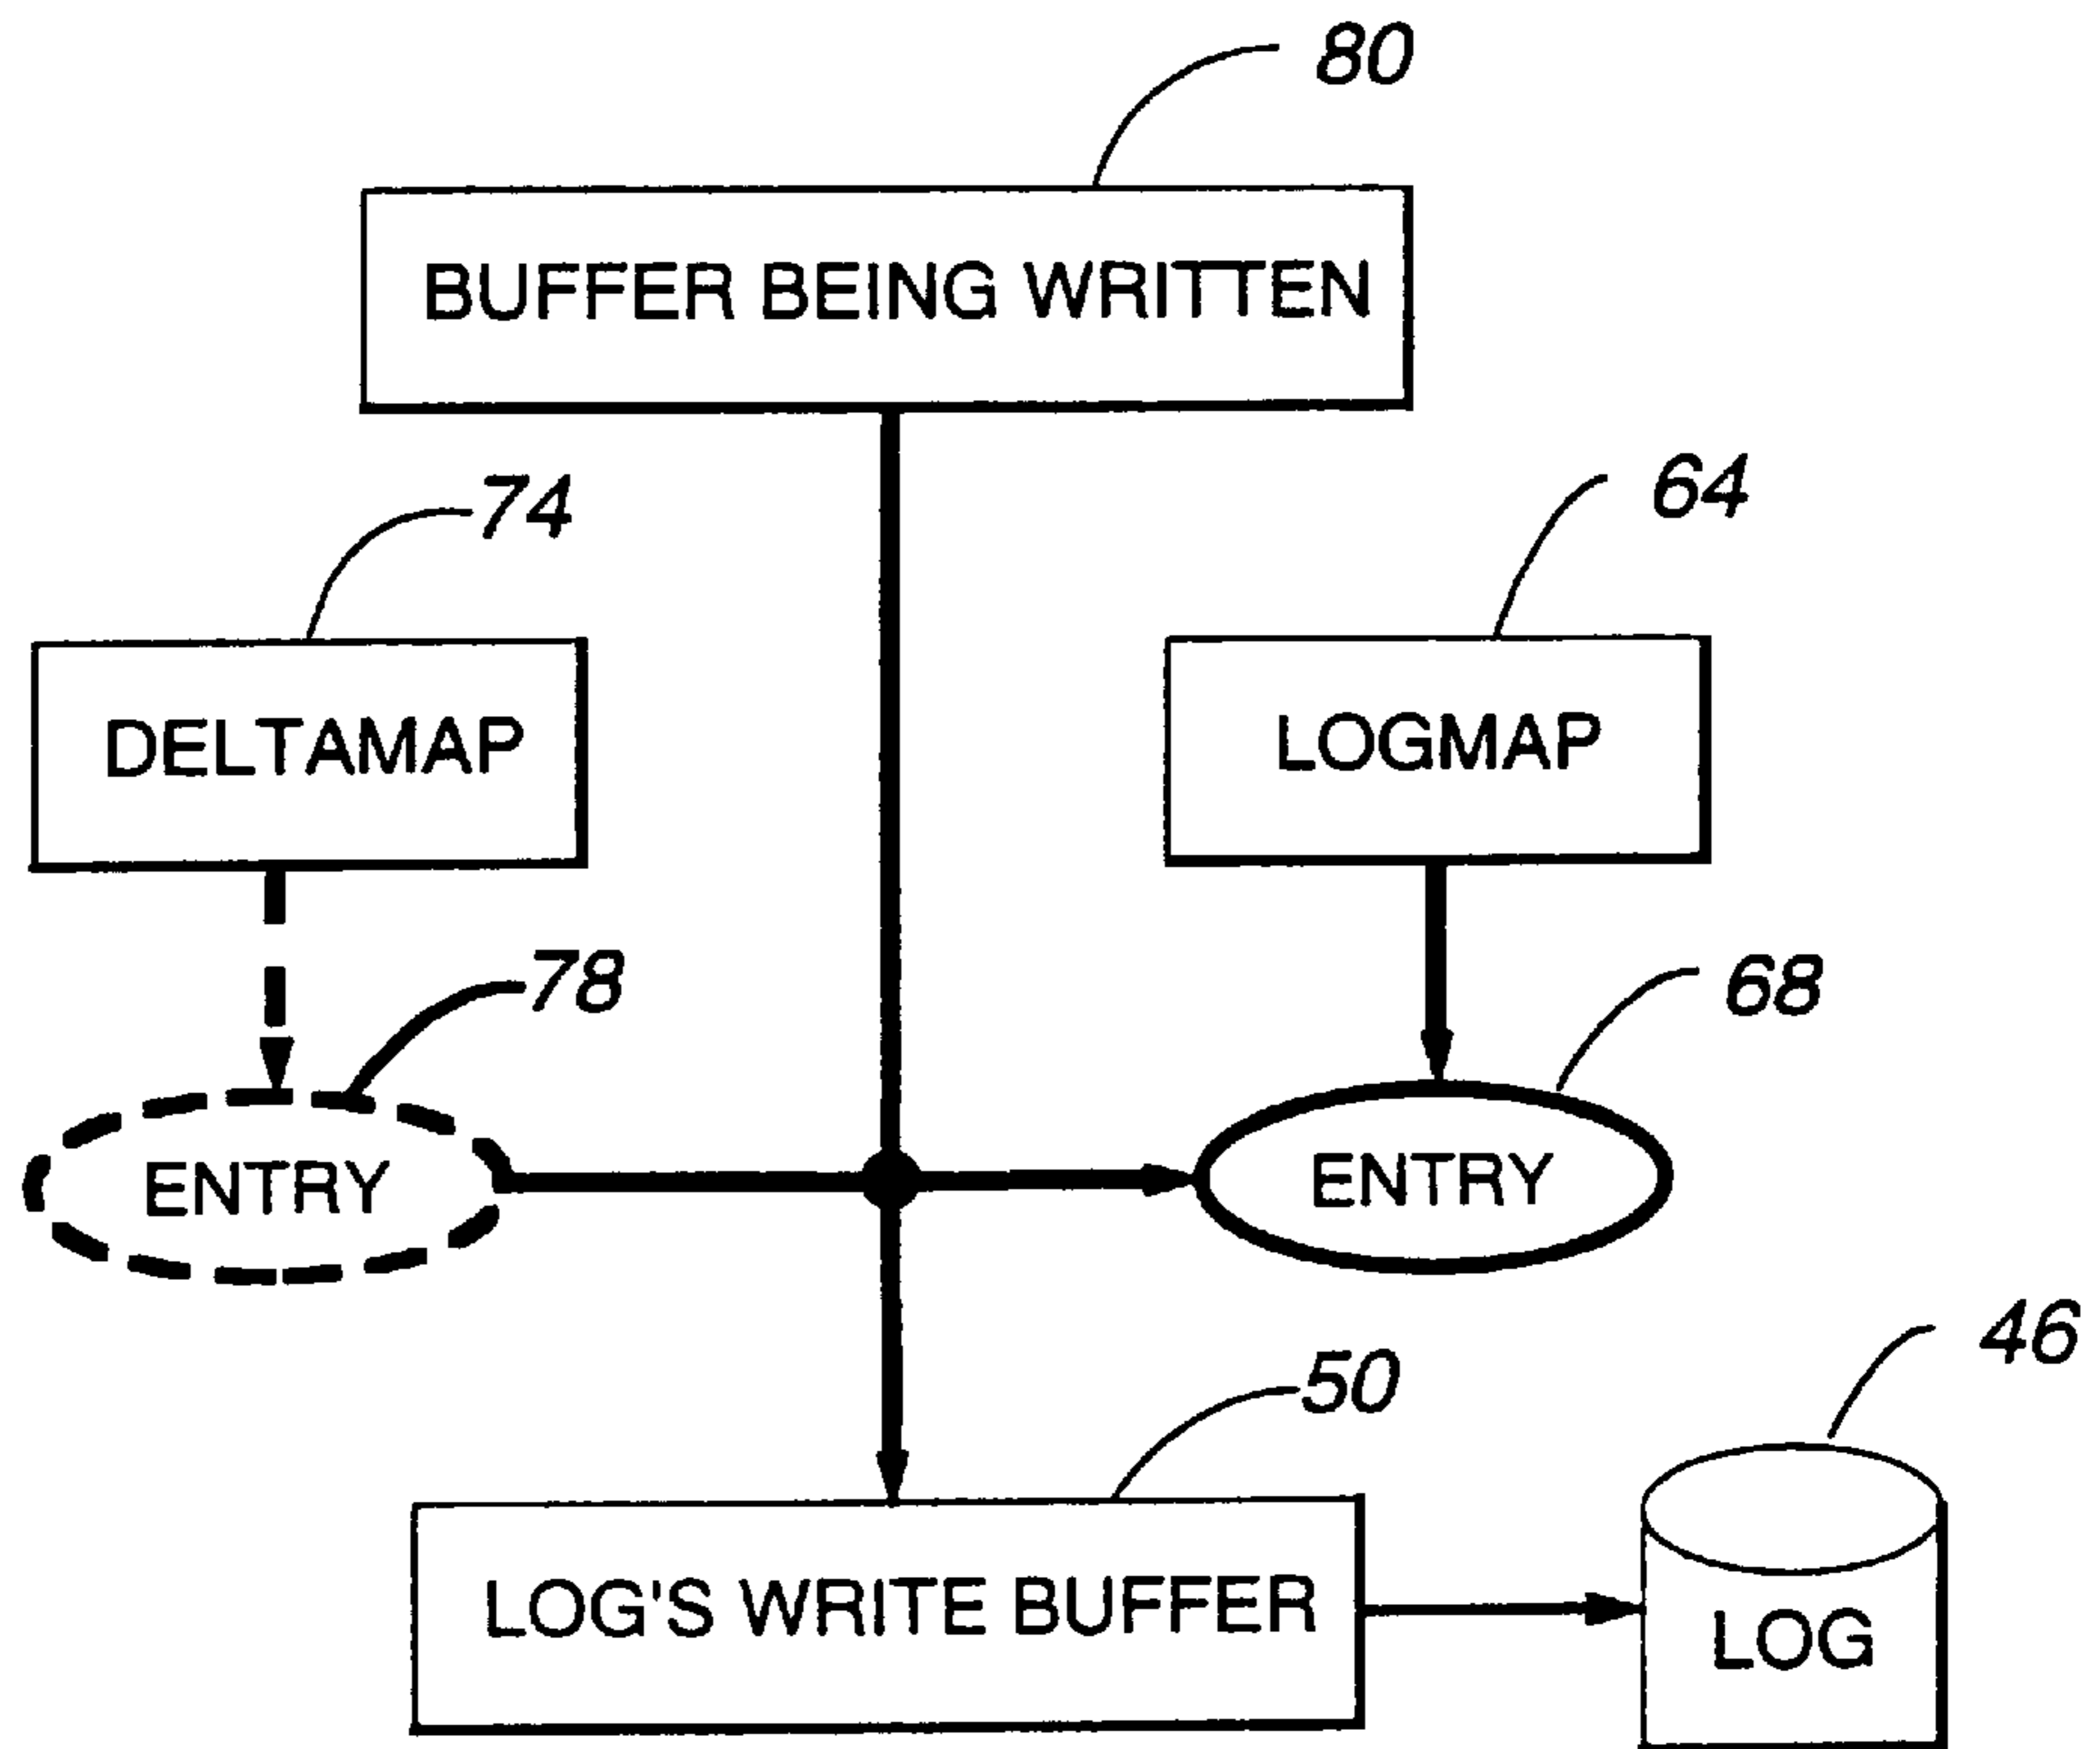 80
BUFFER BEING WRITTEN
74
64
DELTAMAP
LOGMAP
78
68
ENTRY
ENTRY
50
46
LOG'S WRITE BUFFER
LOG